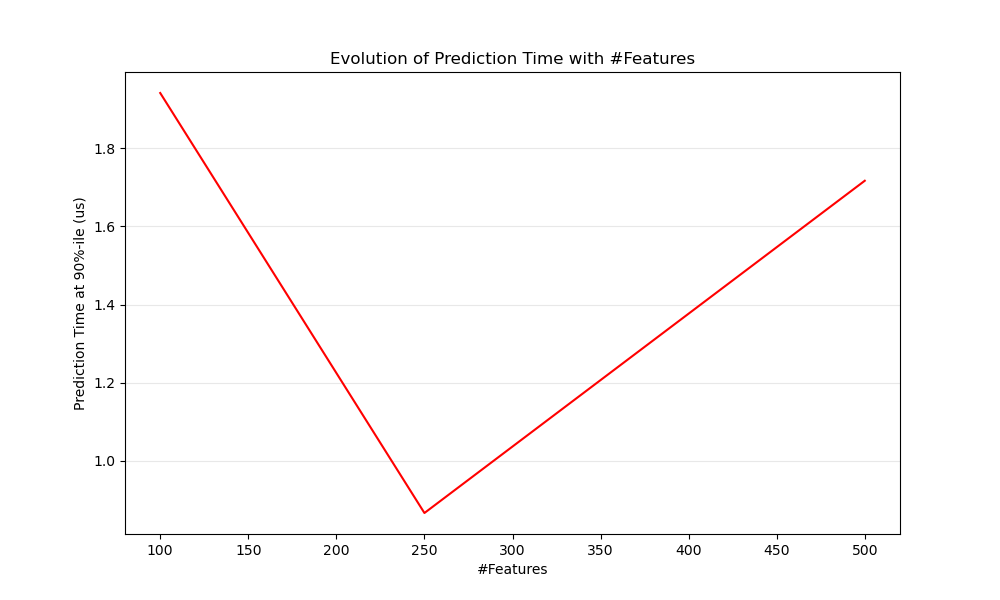 Evolution of Prediction Time with #Features
Prediction Time at 90%-ile (us)
1.8
1.6
1.4
1.2
1.0
100 150 200 250 300 350 400 450 500
#Features